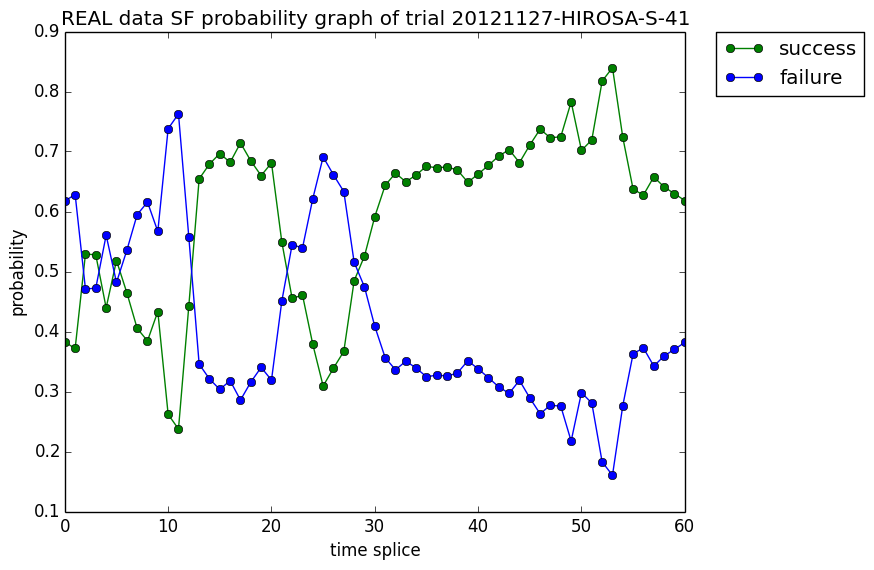 REAL data SF probability graph of trial 20121127-HIROSA-S-41
success
failure
probability
0.9
0.8
0.7
0.6
0.5
0.4
0.3
0.2
0.1
0 10 20 30 40 50 60
time splice